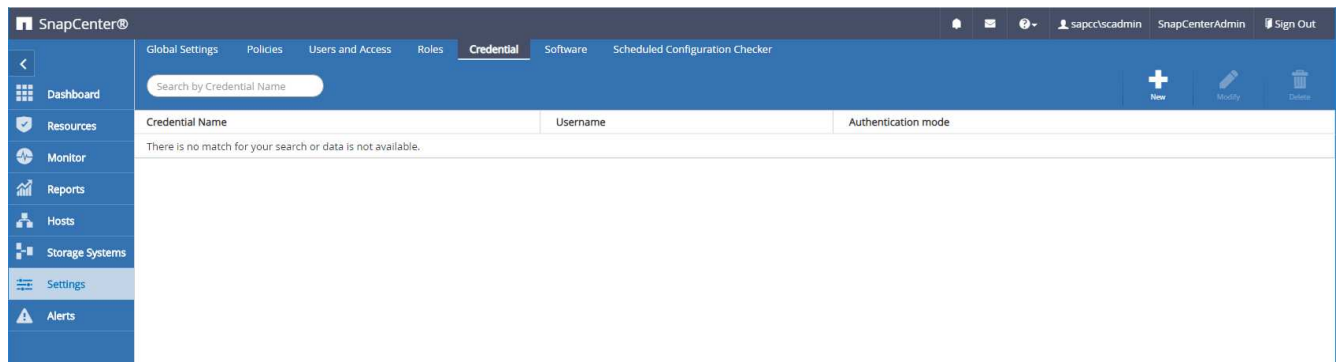 SnapCenter® sapcc\scadmin SnapCenterAdmin Sign Out
Global Settings Policies Users and Access Roles Credential Software Scheduled Configuration Checker
Search by Credential Name
New Modify Delete
Dashboard
Resources
Monitor
Reports
Hosts
Storage Systems
Settings
Alerts
Credential Name Username Authentication mode
There is no match for your search or data is not available.